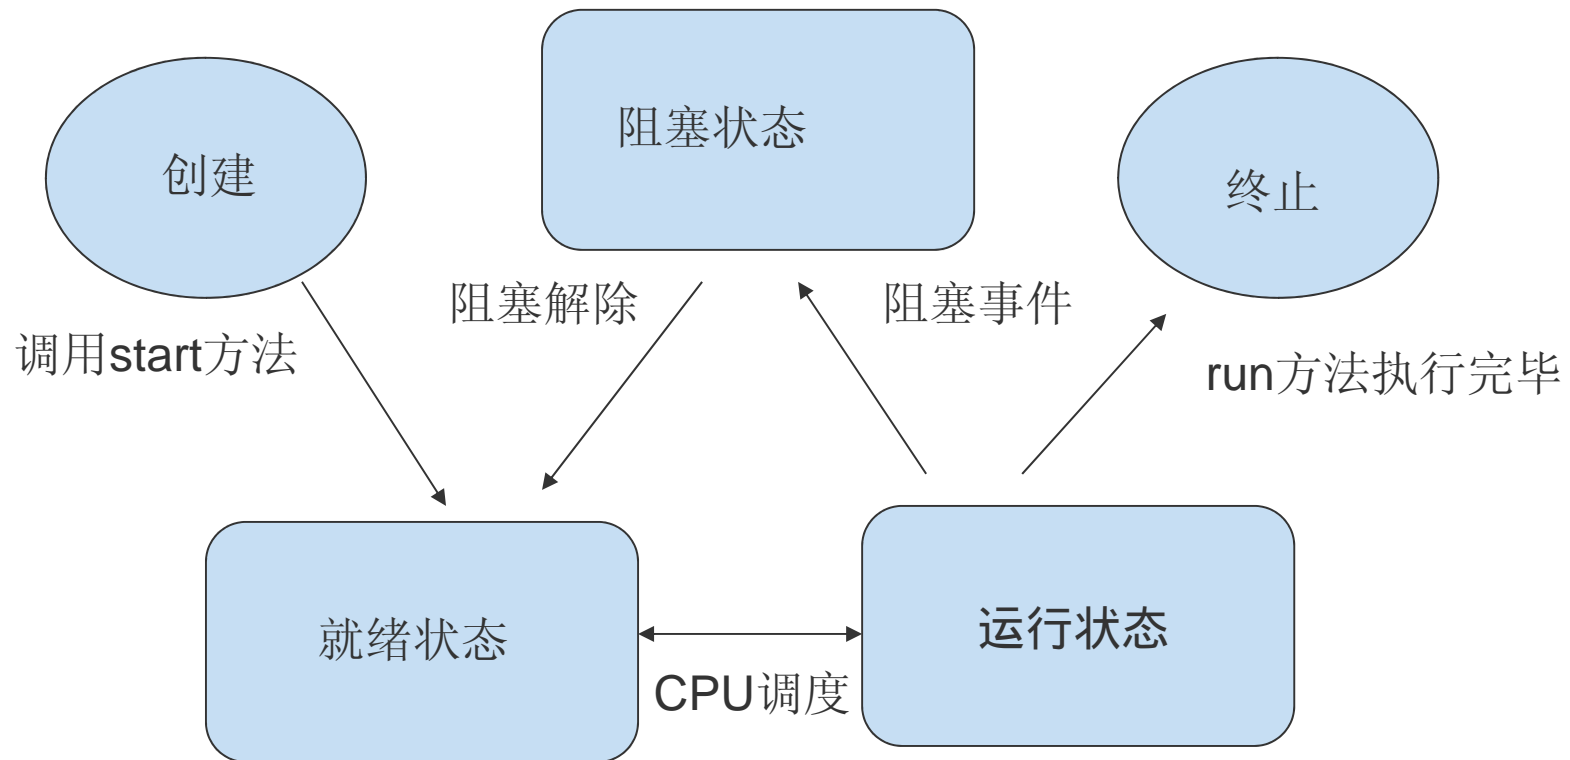 阻塞状态
创建
终止
阻塞解除
阻塞事件
调用start方法
run方法执行完毕
就绪状态
运行状态
CPU调度